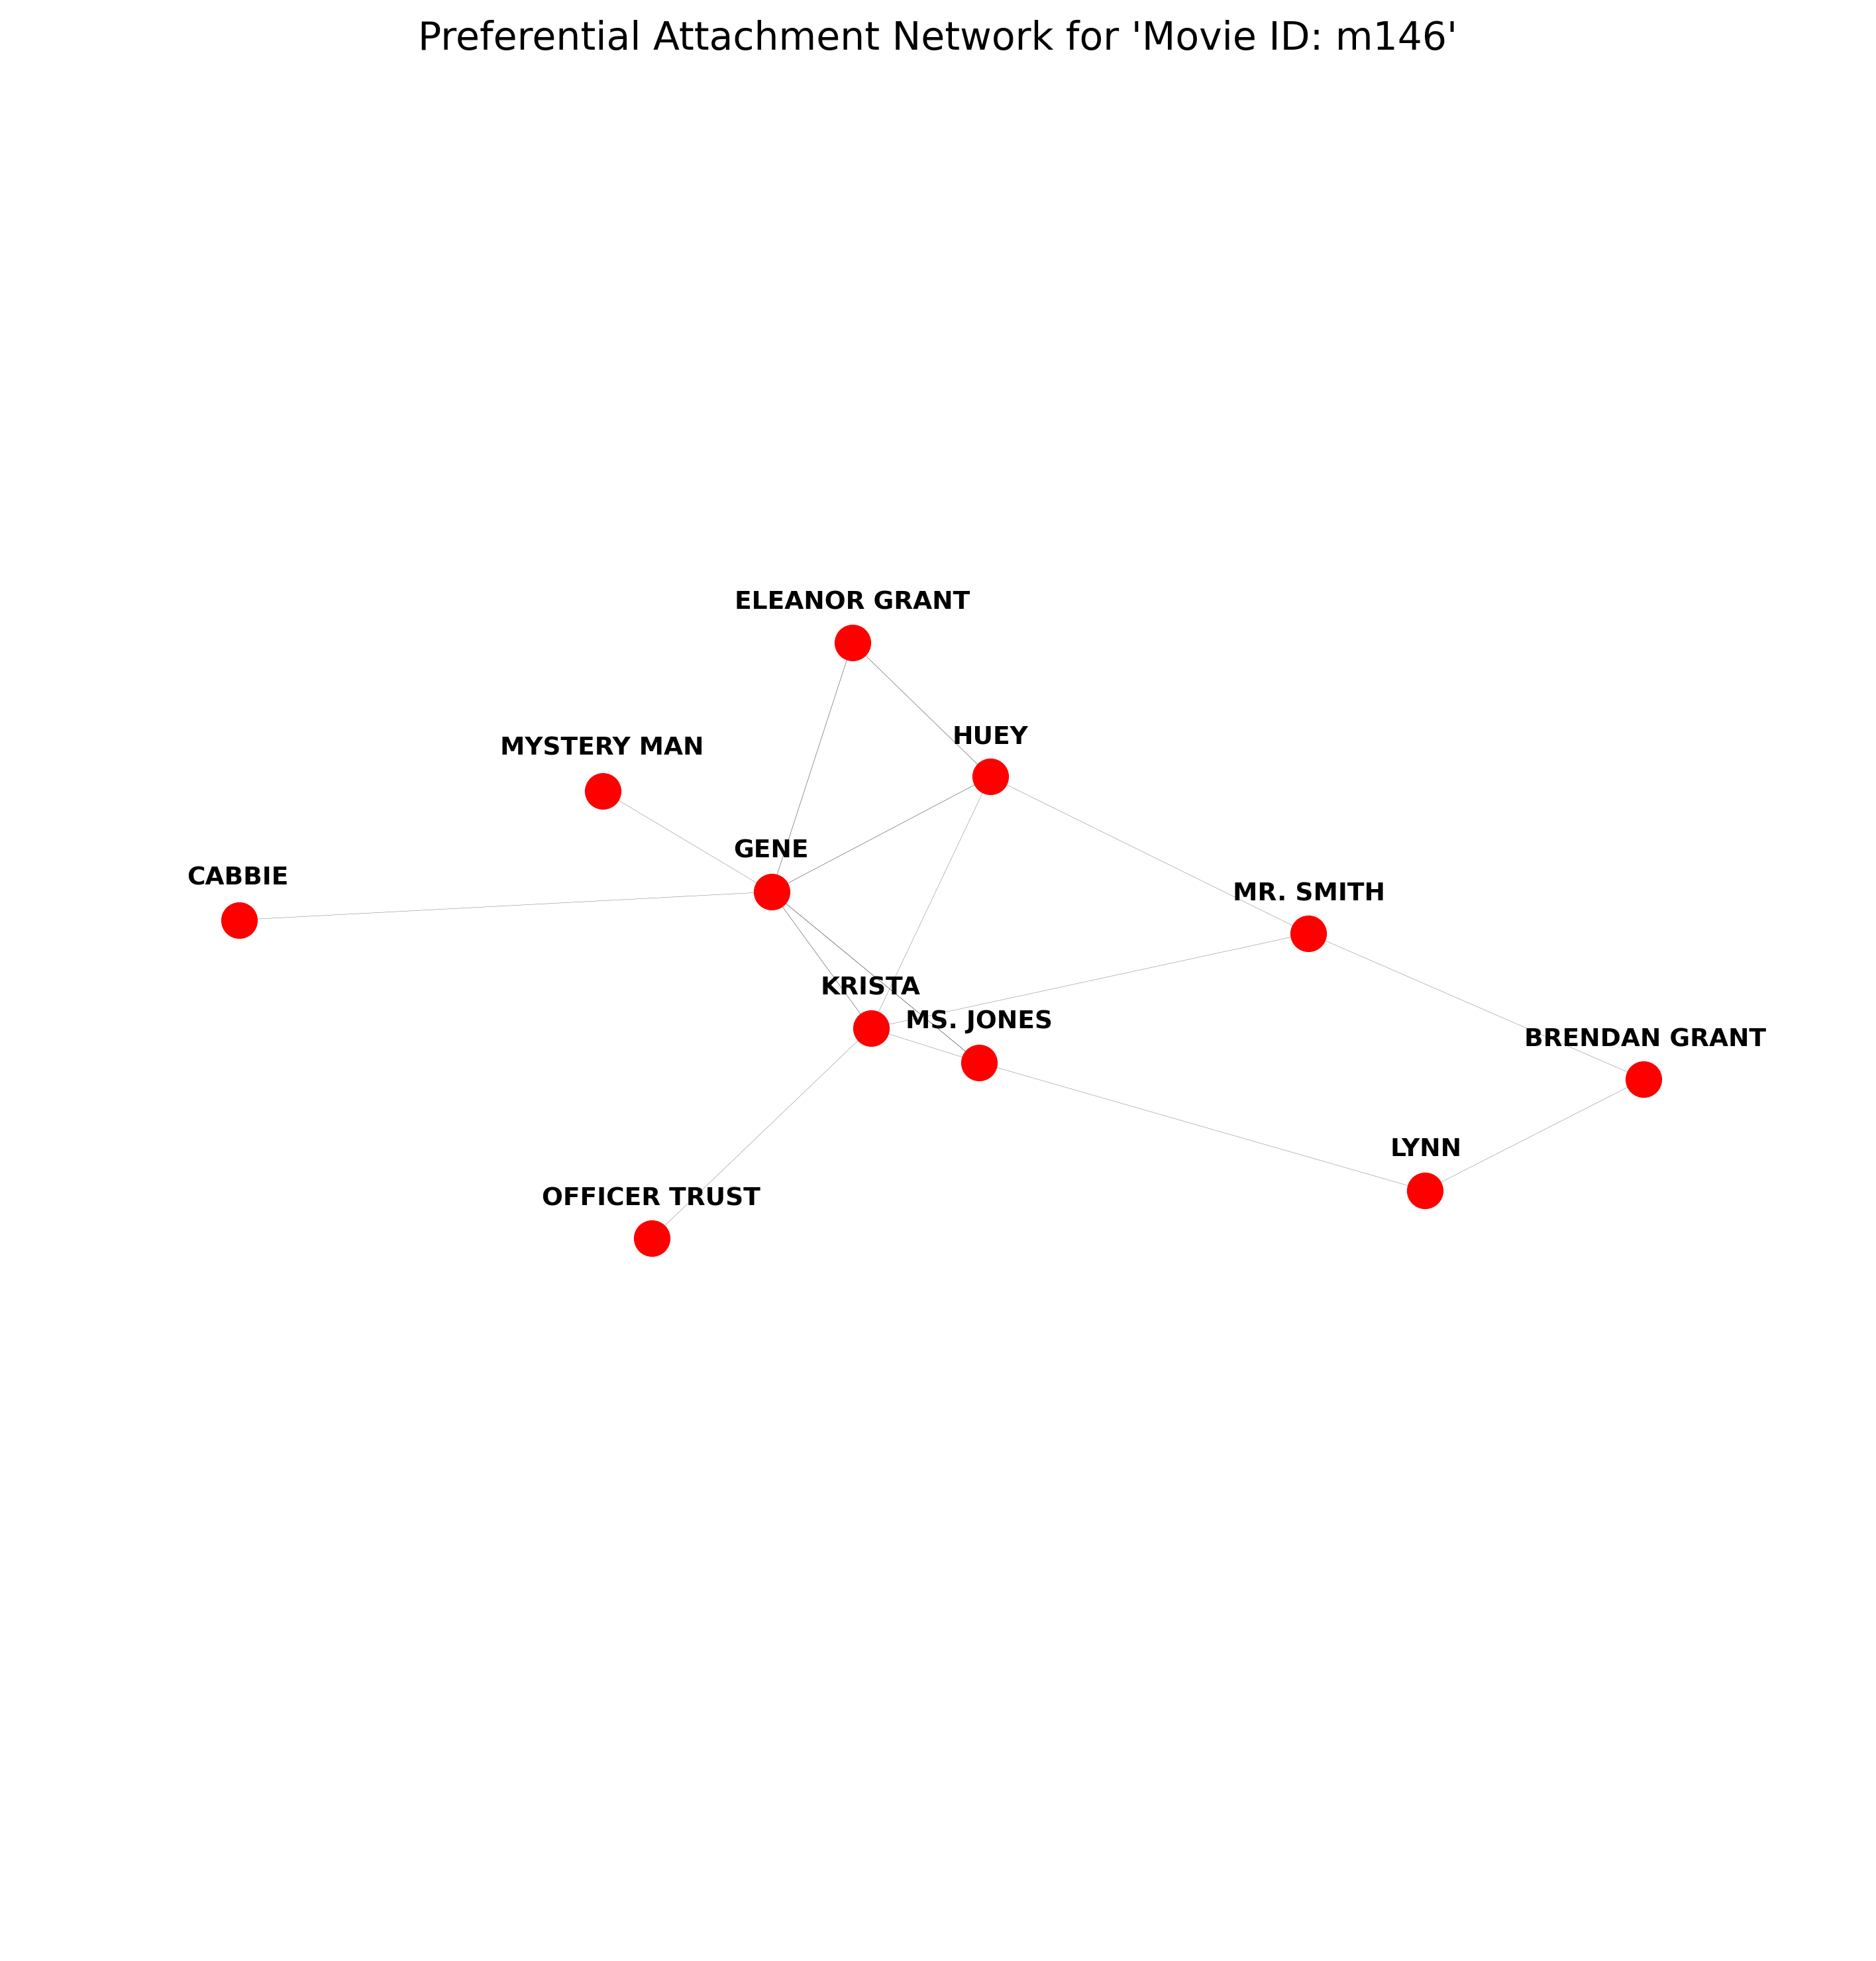 Preferential Attachment Network for 'Movie ID: m146'
ELEANOR GRANT
HUEY
MYSTERY MAN
GENE
CABBIE
MR. SMITH
KRISTA
MS. JONES
BRENDAN GRANT
LYNN
OFFICER TRUST